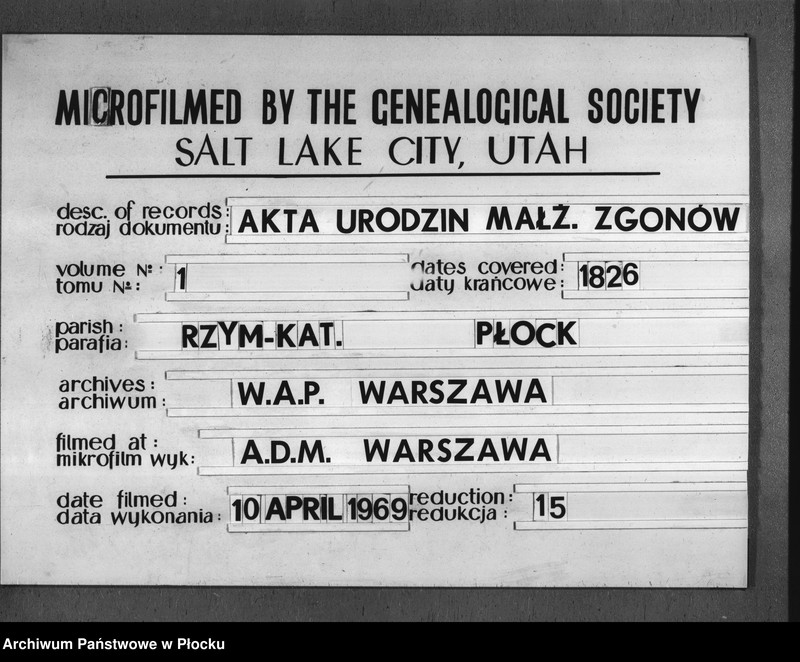 MICROFILMED BY THE GENEALOGICAL SOCIETY
SALT LAKE CITY, UTAH
desc. of records: AKTA URODZIN MAŁŻ. ZGONÓW
rodzaj dokumentu:
volume №: 1 dates covered: 1826
tomu №: daty krańcowe:
parish: RZYM-KAT. PŁOCK
parafia:
archives: W.A.P. WARSZAWA
archiwum:
filmed at: A.D.M. WARSZAWA
mikrofilm wyk:
date filmed: 10 APRIL 1969 reduction: 15
data wykonania: redukcja:
Archiwum Państwowe w Płocku